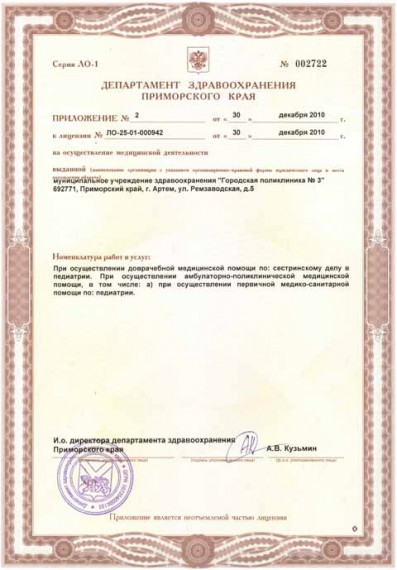 Серия ЛО-1
№ 002722
ДЕПАРТАМЕНТ ЗДРАВООХРАНЕНИЯ
ПРИМОРСКОГО КРАЯ
ПРИЛОЖЕНИЕ № 2 от « 30 » декабря 2010
к лицензии № ЛО-25-01-000942 от « 30 » декабря 2010
на осуществление медицинской деятельности
выданной (наименование организации с указанием организационно-правовой формы юридического лица и места
муниципальное учреждение здравоохранения "Городская поликлиника № 3"
692771, Приморский край, г. Артем, ул. Ремзаводская, д.5
Номенклатура работ и услуг:
При осуществлении доврачебной медицинской помощи по: сестринскому делу в
педиатрии. При осуществлении амбулаторно-поликлинической медицинской
помощи, в том числе: а) при осуществлении первичной медико-санитарной
помощи по: педиатрии.
И.о. директора департамента здравоохранения
Приморского края
А.В. Кузьмин
(подпись уполномоченного лица)
(ф.и.о. уполномоченного лица)
Приложение является неотъемлемой частью лицензии